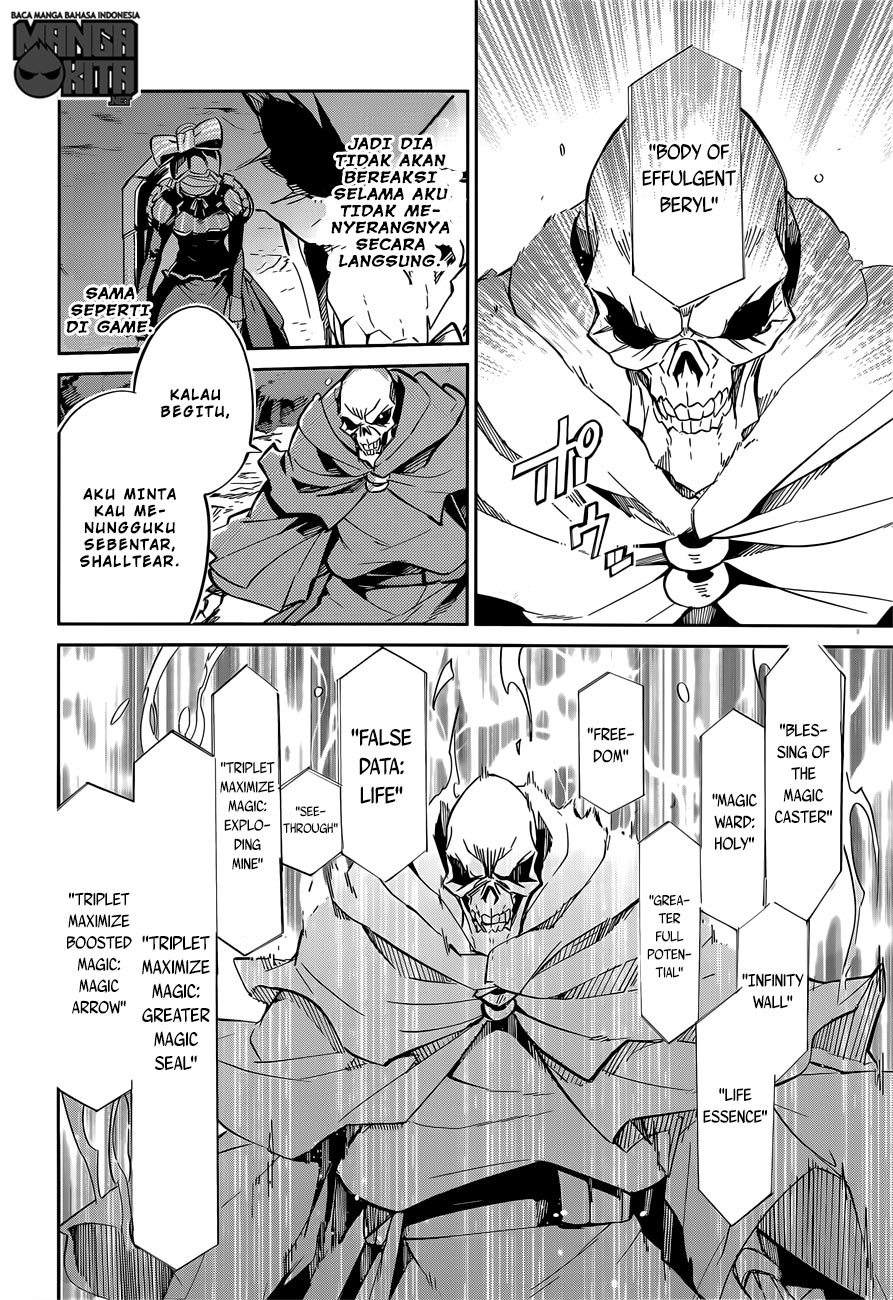 BACA MANGA BAHASA INDONESIA
MANGA
KITA
.NET
"BODY OF
EFFULGENT
BERYL"
ポ
ウッ
JADI DIA
TIDAK AKAN
BEREAKSI
SELAMA AKU
TIDAK ME-
NYERANGNYA
SECARA
LANGSUNG.
SAMA
SEPERTI
DI GAME.
KALAU
BEGITU,
AKU MINTA
KAU ME-
NUNGGUKU
SEBENTAR,
SHALLTEAR.
"BLES-
SING OF
THE
MAGIC
CASTER"
"MAGIC
WARD:
HOLY"
"INFINITY
WALL"
"LIFE
ESSENCE"
"GREA-
TER
FULL
POTEN-
TIAL"
"FREE-
DOM"
"FALSE
DATA:
LIFE"
"SEE-
THROUGH"
"TRIPLET
MAXIMIZE
MAGIC:
EXPLO-
DING
MINE"
"TRIPLET
MAXIMIZE
MAGIC:
GREATER
MAGIC
SEAL"
"TRIPLET
MAXIMIZE
BOOSTED
MAGIC:
MAGIC
ARROW"